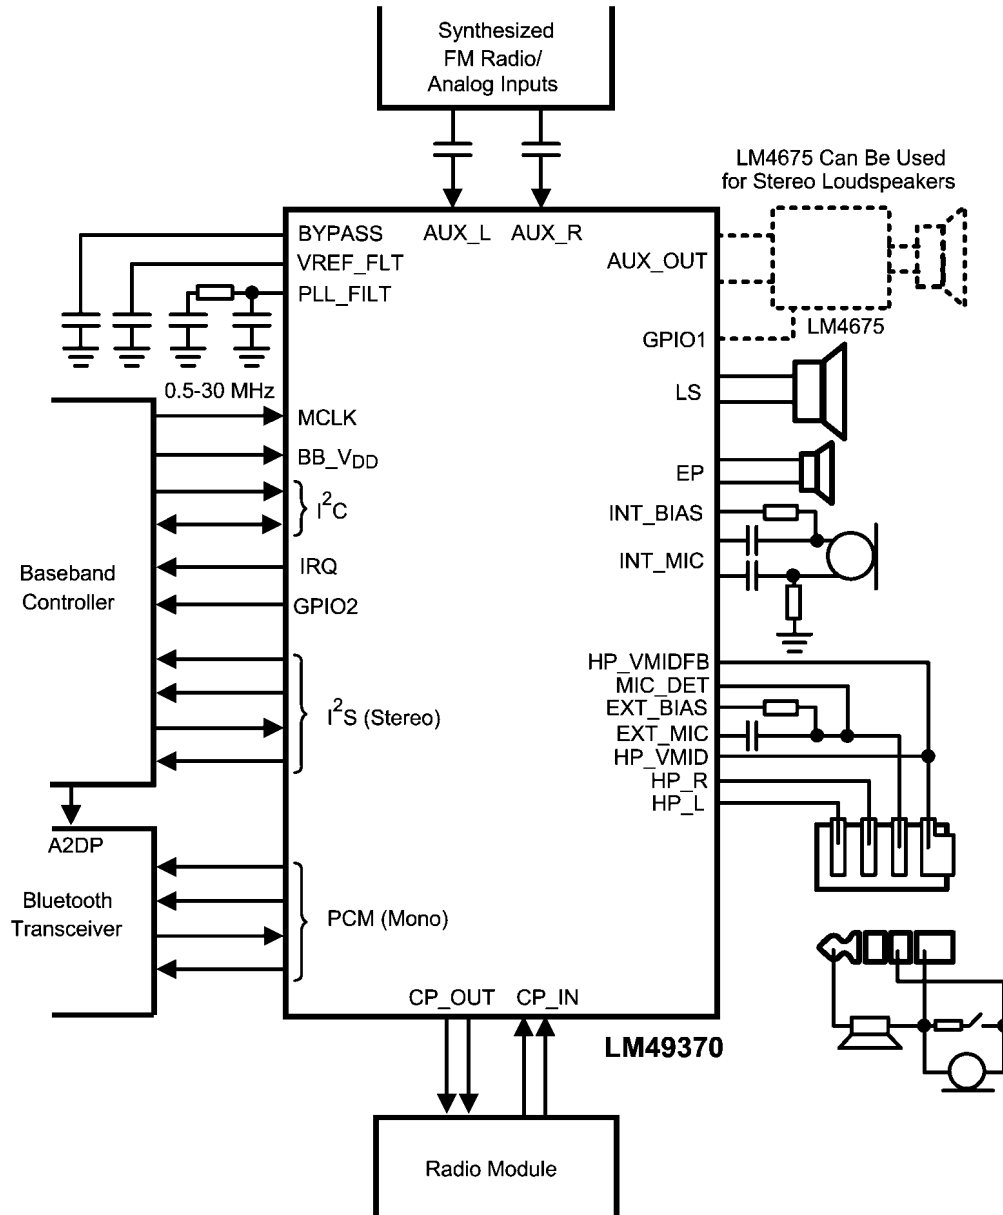 Synthesized
FM Radio/
Analog Inputs
LM4675 Can Be Used
for Stereo Loudspeakers
BYPASS
AUX_L
AUX_R
VREF_FLT
AUX_OUT
PLL_FILT
LM4675
GPIO1
0.5-30 MHz
LS
MCLK
BB_VDD
EP
I2C
INT_BIAS
INT_MIC
IRQ
Baseband
Controller
GPIO2
HP_VMIDFB
MIC_DET
EXT_BIAS
I2S (Stereo)
EXT_MIC
HP_VMID
HP_R
HP_L
A2DP
Bluetooth
Transceiver
PCM (Mono)
CP_OUT
CP_IN
LM49370
Radio Module